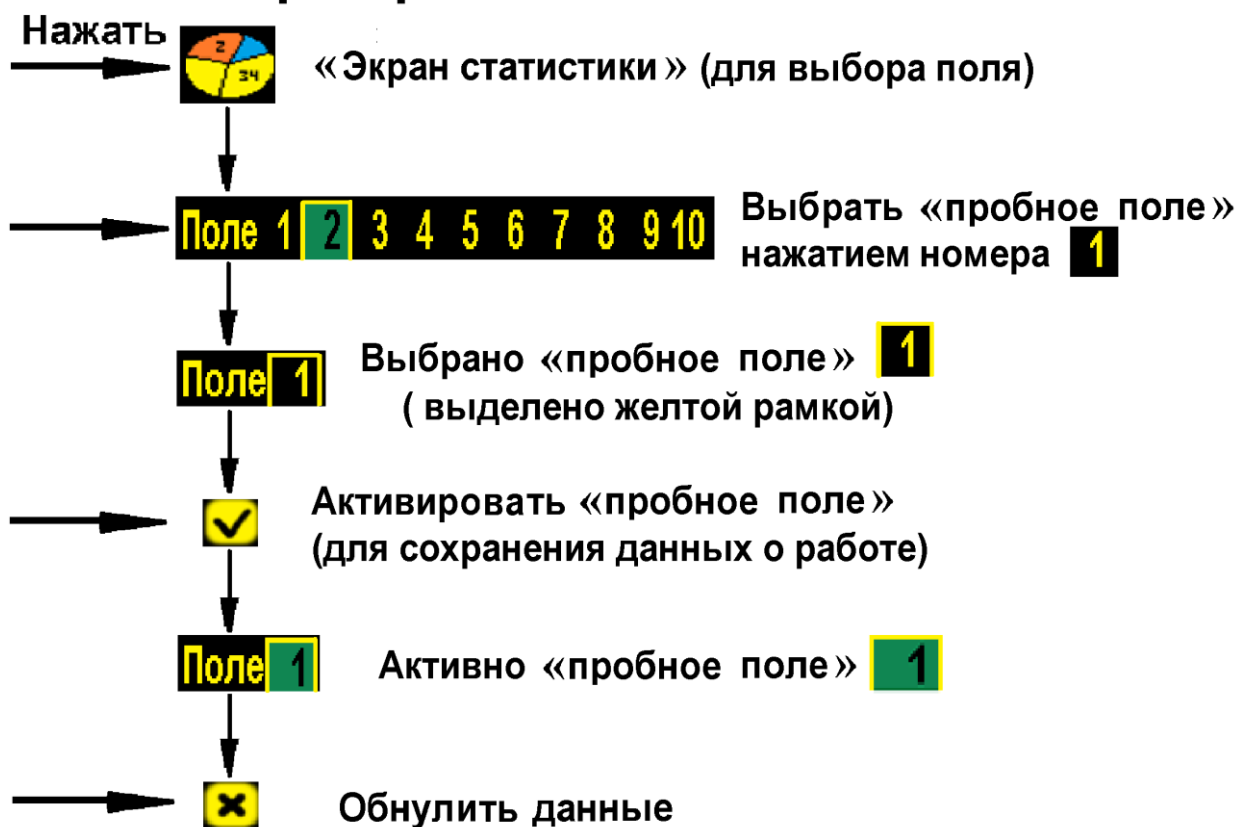 Нажать
2
34
«Экран статистики» (для выбора поля)
Поле 1 2 3 4 5 6 7 8 9 10
Выбрать «пробное поле»
нажатием номера 1
Поле 1
Выбрано «пробное поле» 1
( выделено желтой рамкой)
Активировать «пробное поле»
(для сохранения данных о работе)
Поле 1
Активно «пробное поле» 1
Обнулить данные